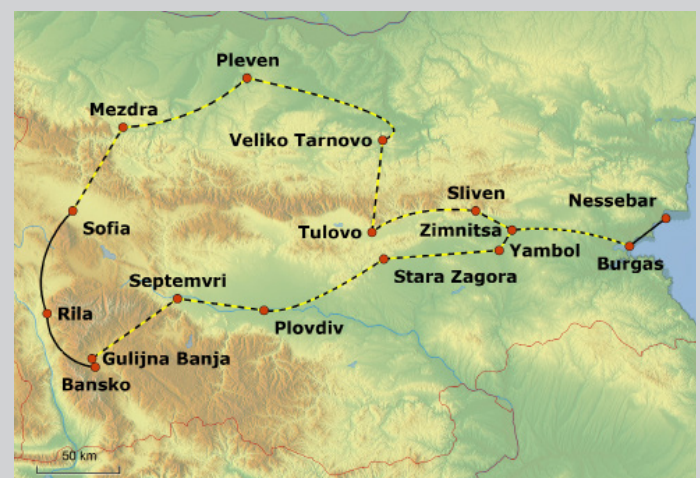 Pleven
Mezdra
Veliko Tarnovo
Sliven
Nessebar
Sofia
Tulovo
Zimnitsa
Yambol
Burgas
Stara Zagora
Septemvri
Rila
Plovdiv
Gulijna Banja
Bansko
50 km